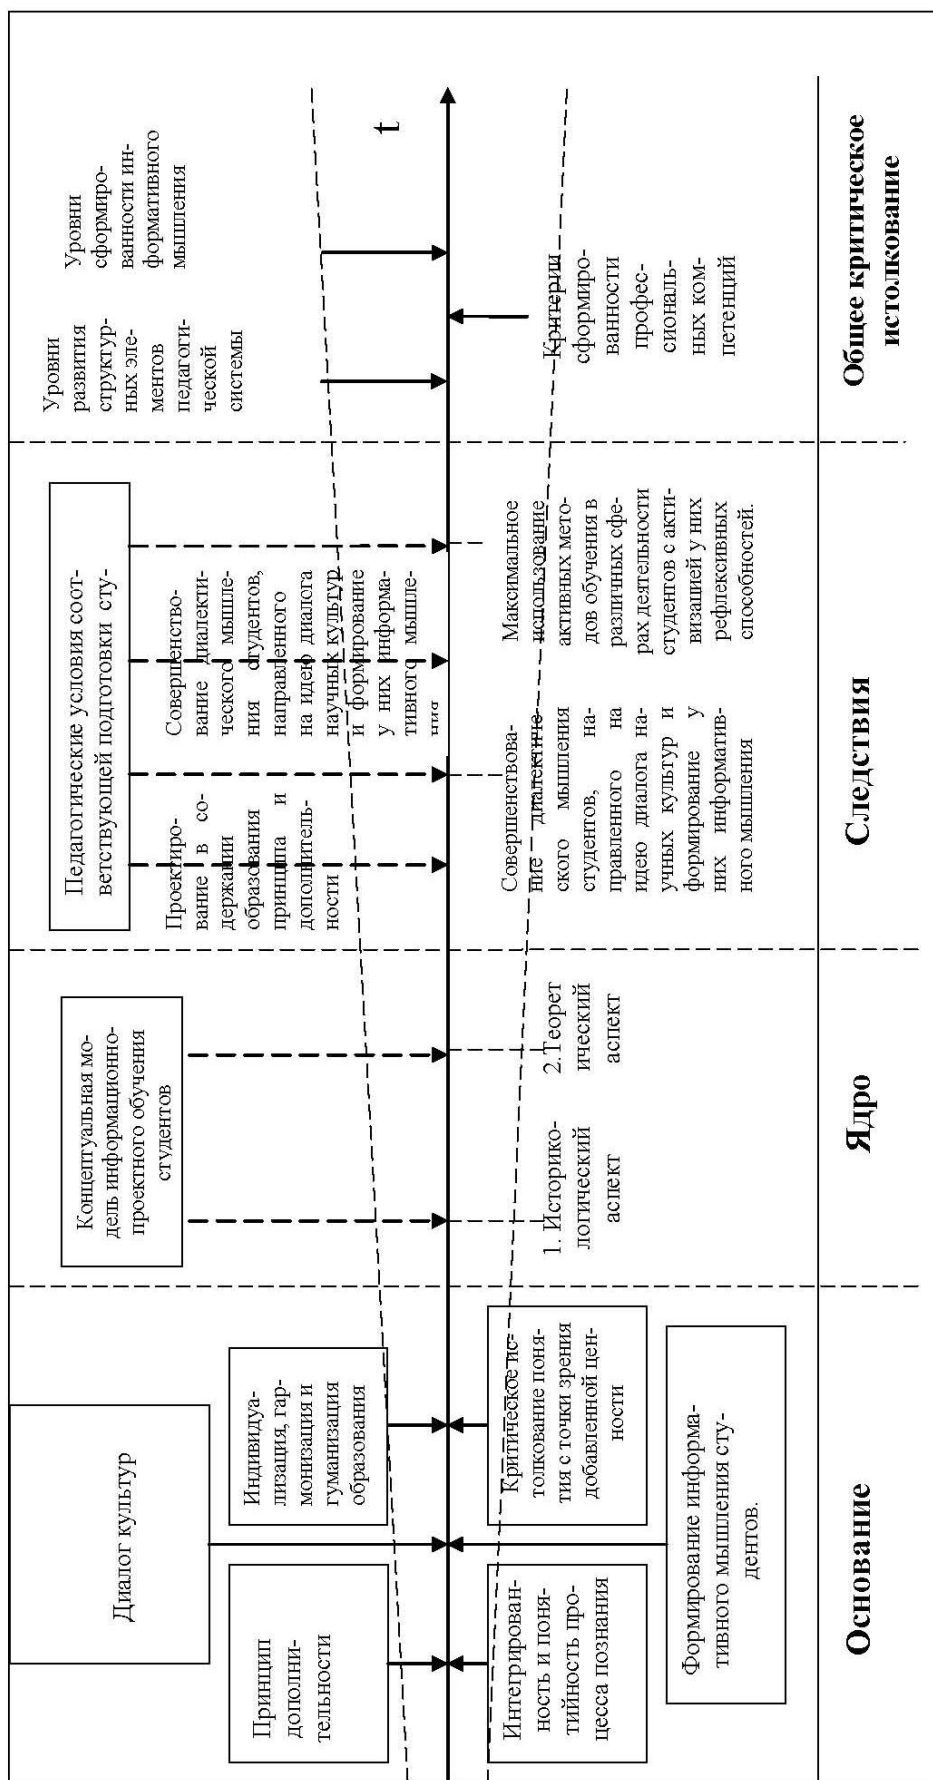 Диалог культур
Принцип
дополни-
тельности
Индивидуа-
лизация, гар-
монизация и
гуманизация
образования
Интегрирован-
ность и поня-
тийность про-
цесса познания
Критическое ис-
толкование поня-
тия с точки зрения
добавленной цен-
ности
Формирование информа-
тивного мышления сту-
дентов.
Основание
Концептуальная мо-
дель информационно-
проектного обучения
студентов
1. Историко-
логический
аспект
2.Теорет
ический
аспект
Ядро
Педагогические условия соот-
ветствующей подготовки сту-
Проектиро-
вание в со-
держании
образования
принципа и
дополнитель-
ности
Совершенство-
вание диалекти-
ческого мышле-
ния студентов,
направленного
на идею диалога
научных культур
и формирование
у них информа-
тивного мышле-
ния
Совершенствова-
ние диалектиче-
ского мышления
студентов, на-
правленного на
идею диалога на-
учных культур и
формирование у
них информатив-
ного мышления
Максимальное
использование
активных мето-
дов обучения в
различных сфе-
рах деятельности
студентов с акти-
визацией у них
рефлексивных
способностей.
Следствия
Уровни
развития
структур-
ных эле-
ментов
педагоги-
ческой
системы
Уровни
сформиро-
ванности ин-
формативного
мышления
t
Критерии
сформиро-
ванности
профес-
сиональ-
ных ком-
петенций
Общее критическое
истолкование